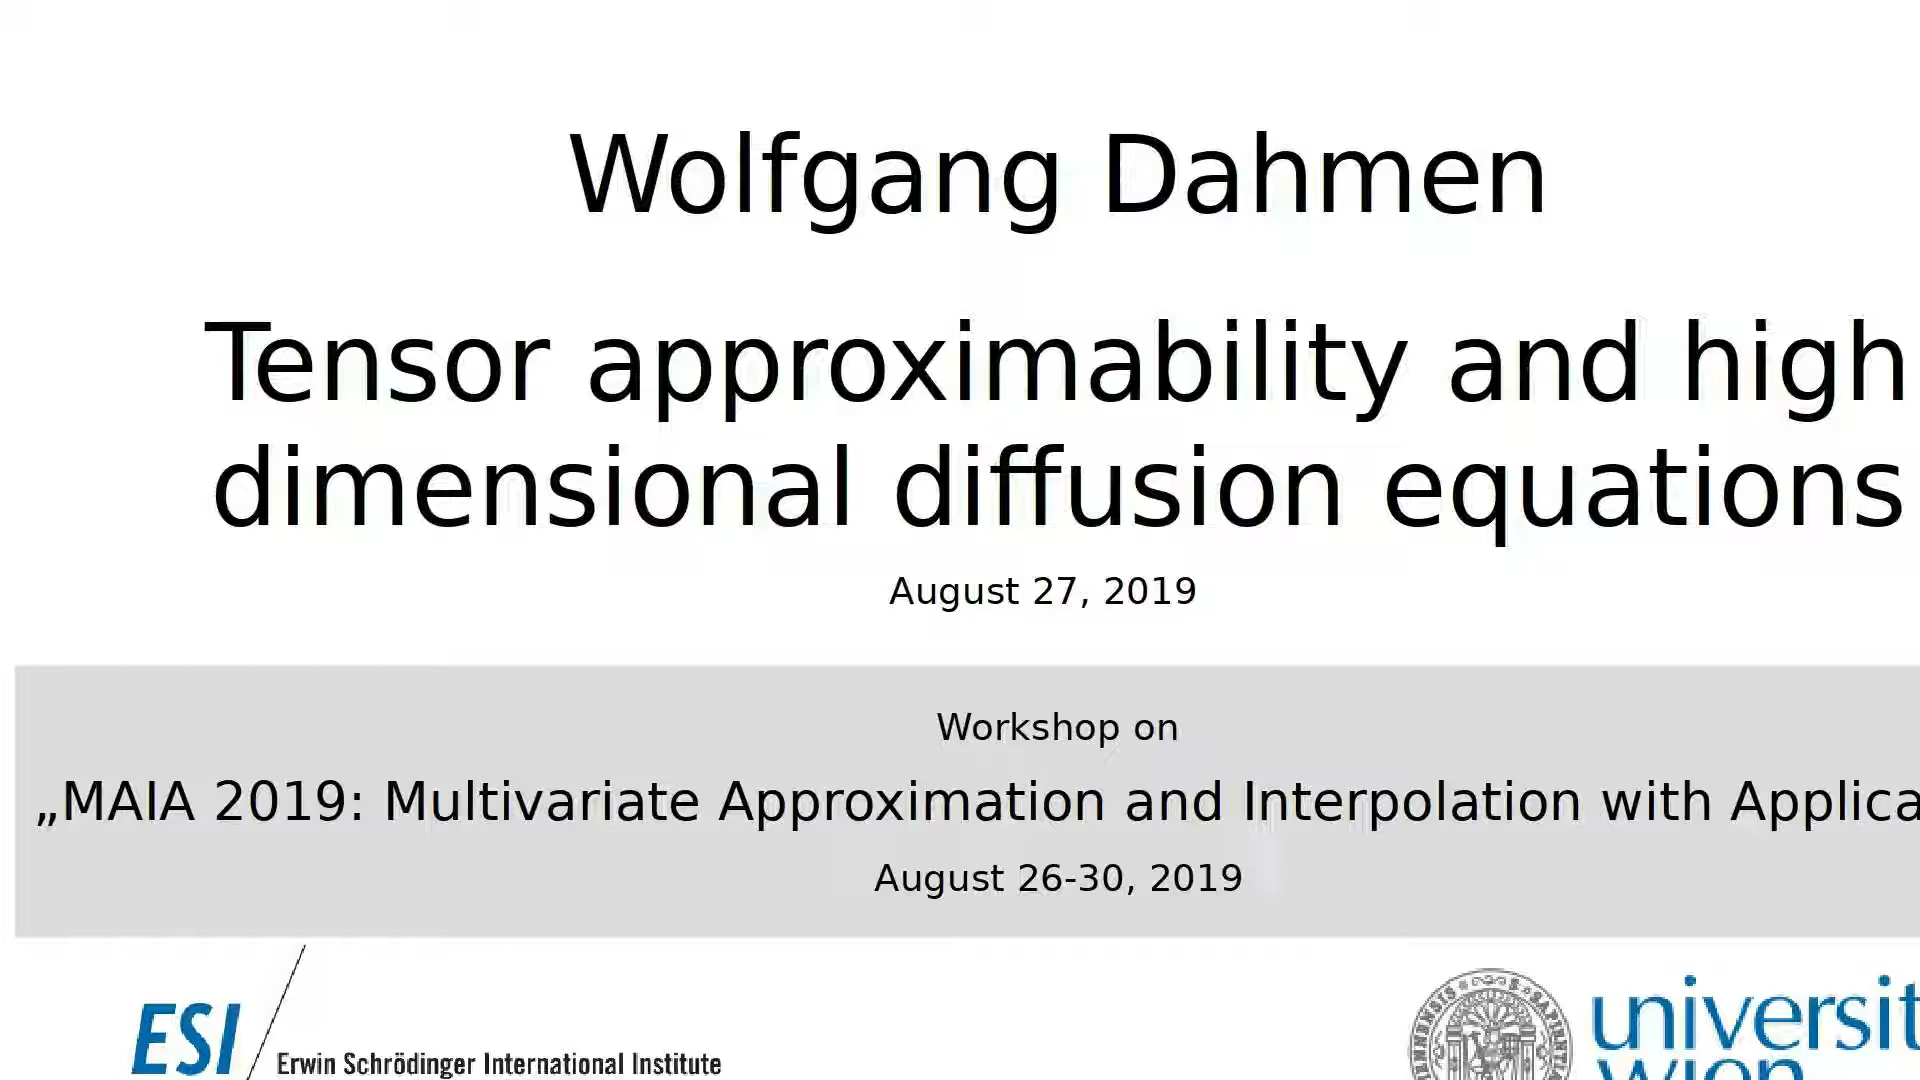 Wolfgang Dahmen
Tensor approximability and high
dimensional diffusion equations
August 27, 2019
Workshop on
„MAIA 2019: Multivariate Approximation and Interpolation with Applica
August 26-30, 2019
ESI
Erwin Schrödinger International Institute
universit
wien